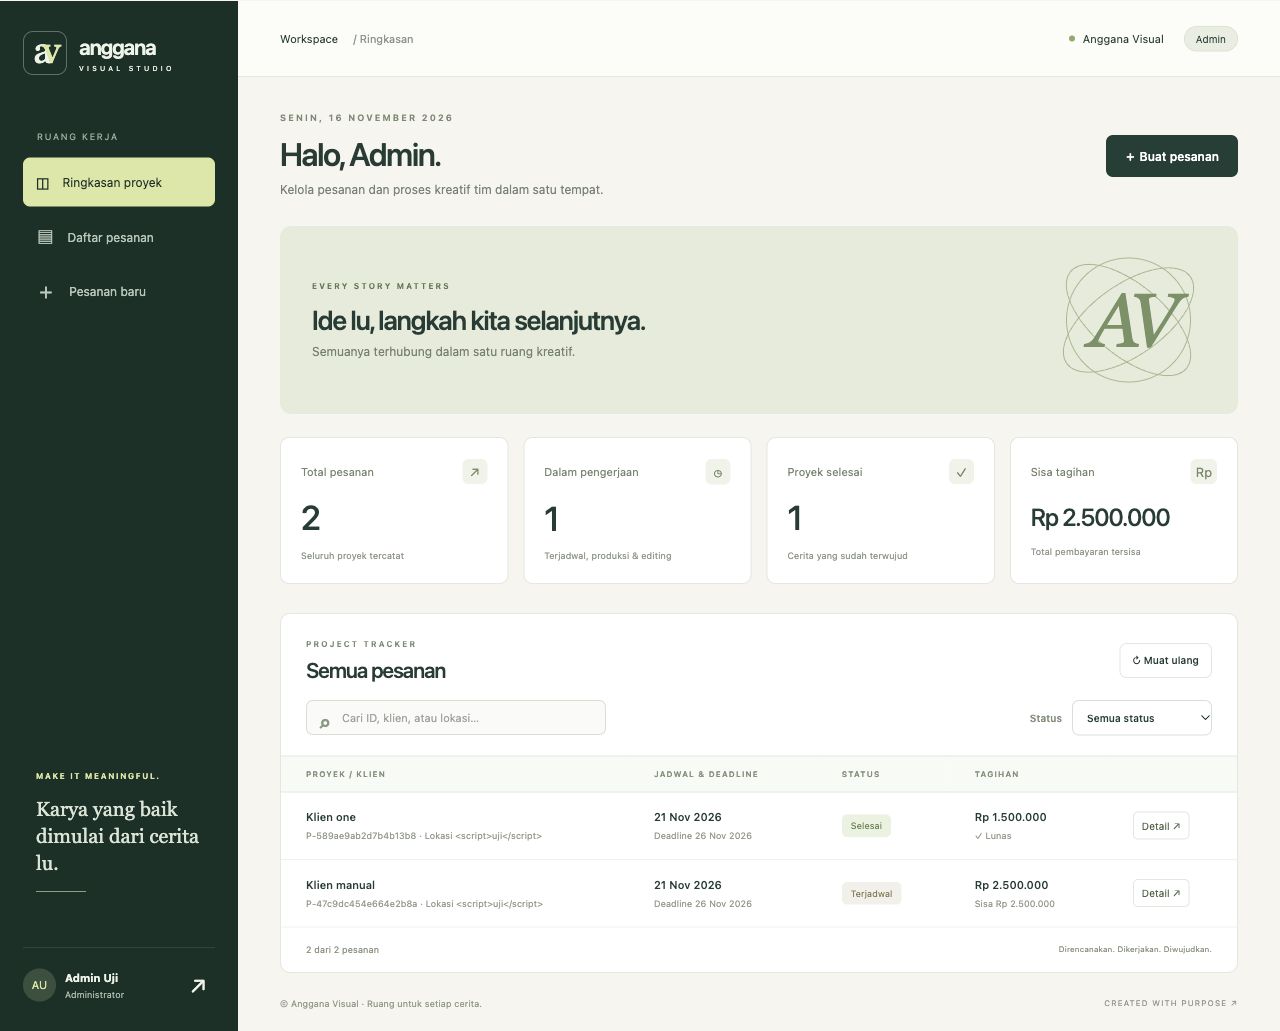 av anggana
VISUAL STUDIO
RUANG KERJA
Ringkasan proyek
Daftar pesanan
+ Pesanan baru
MAKE IT MEANINGFUL.
Karya yang baik
dimulai dari cerita
lu.
AU Admin Uji
Administrator
Workspace / Ringkasan
Anggana Visual Admin
SENIN, 16 NOVEMBER 2026
Halo, Admin.
Kelola pesanan dan proses kreatif tim dalam satu tempat.
+ Buat pesanan
EVERY STORY MATTERS
Ide lu, langkah kita selanjutnya.
Semuanya terhubung dalam satu ruang kreatif.
AV
Total pesanan ↗
2
Seluruh proyek tercatat
Dalam pengerjaan
1
Terjadwal, produksi & editing
Proyek selesai ✓
1
Cerita yang sudah terwujud
Sisa tagihan Rp
Rp 2.500.000
Total pembayaran tersisa
PROJECT TRACKER
Semua pesanan
↻ Muat ulang
Cari ID, klien, atau lokasi...
Status Semua status
PROYEK / KLIEN JADWAL & DEADLINE STATUS TAGIHAN
Klien one 21 Nov 2026 Selesai Rp 1.500.000 Detail ↗
P-589ae9ab2d7b4b13b8 · Lokasi <script>uji</script> Deadline 26 Nov 2026 ✓ Lunas
Klien manual 21 Nov 2026 Terjadwal Rp 2.500.000 Detail ↗
P-47c9dc454e664e2b8a · Lokasi <script>uji</script> Deadline 26 Nov 2026 Sisa Rp 2.500.000
2 dari 2 pesanan Direncanakan. Dikerjakan. Diwujudkan.
© Anggana Visual · Ruang untuk setiap cerita. CREATED WITH PURPOSE ↗